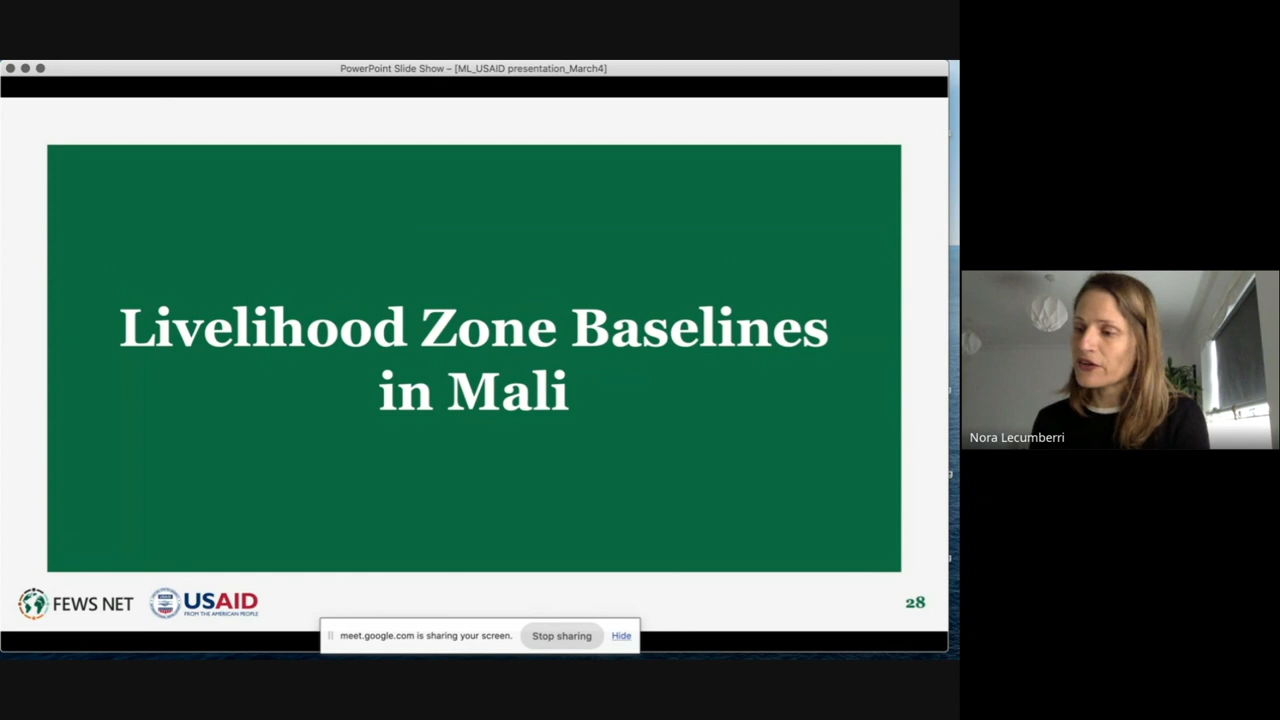 PowerPoint Slide Show – [ML_USAID presentation_March4]
Livelihood Zone Baselines
in Mali
Nora Lecumberri
FEWS NET
USAID
FROM THE AMERICAN PEOPLE
28
meet.google.com is sharing your screen.
Stop sharing
Hide